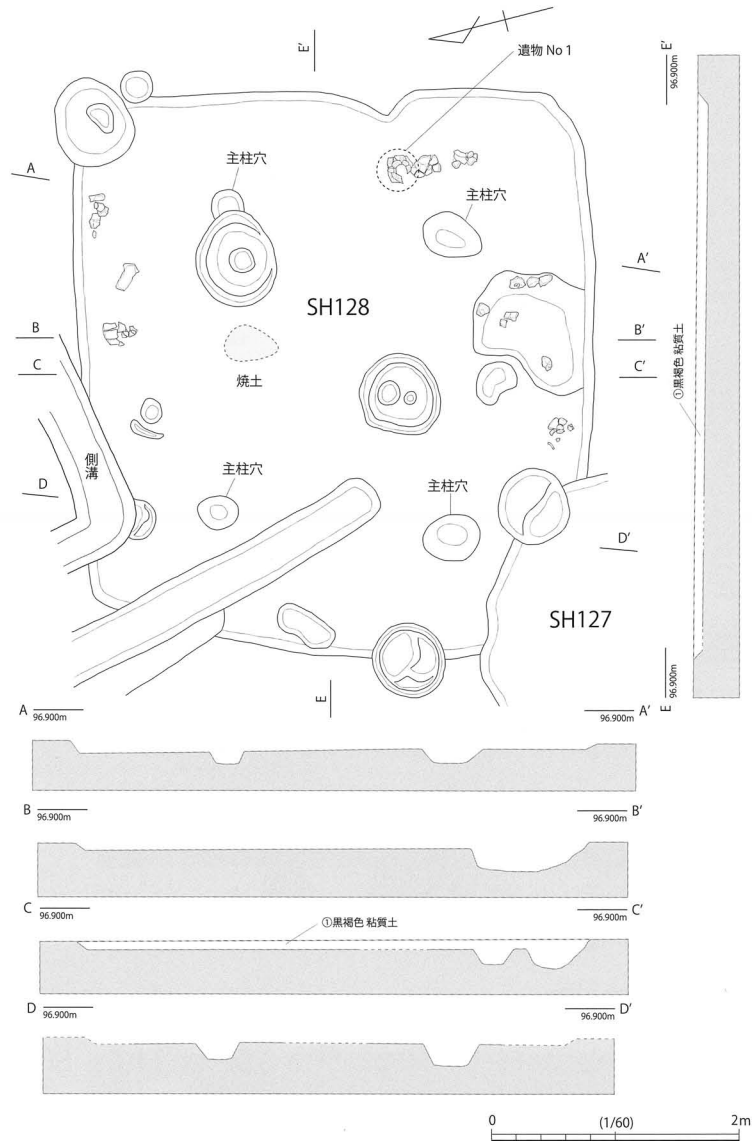 E'
遺物 No 1
E'
96.900m
A
主柱穴
主柱穴
A'
SH128
B
B'
C
C'
①黒褐色 粘質土
焼土
側溝
D
主柱穴
主柱穴
D'
SH127
E
E
96.900m
A
96.900m
A'
96.900m
B
96.900m
B'
96.900m
C
96.900m
C'
96.900m
①黒褐色 粘質土
D
96.900m
D'
96.900m
0
(1/60)
2m